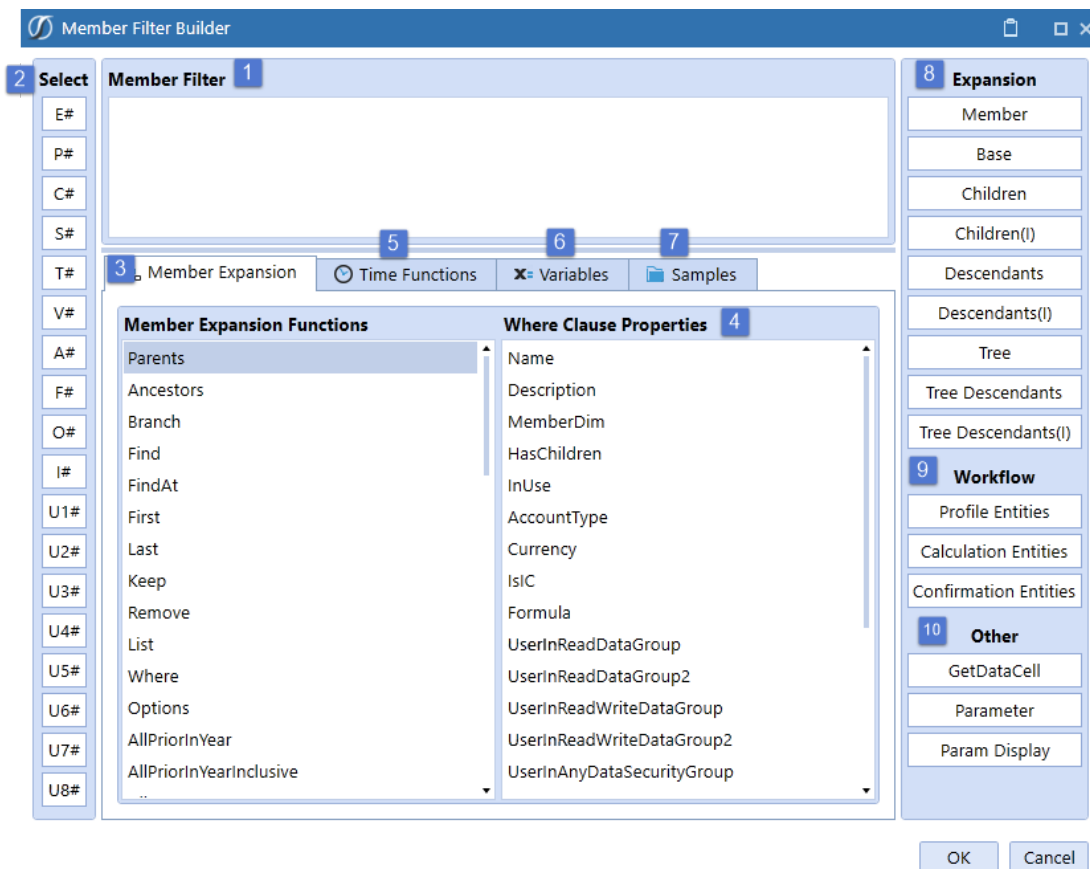 Member Filter Builder
2 Select
E#
P#
C#
S#
T#
V#
A#
F#
O#
I#
U1#
U2#
U3#
U4#
U5#
U6#
U7#
U8#
Member Filter 1
3 Member Expansion
5
Time Functions
6
X= Variables
7
Samples
Member Expansion Functions
Parents
Ancestors
Branch
Find
FindAt
First
Last
Keep
Remove
List
Where
Options
AllPriorInYear
AllPriorInYearInclusive
Where Clause Properties 4
Name
Description
MemberDim
HasChildren
InUse
AccountType
Currency
IsIC
Formula
UserInReadDataGroup
UserInReadDataGroup2
UserInReadWriteDataGroup
UserInReadWriteDataGroup2
UserInAnyDataSecurityGroup
8 Expansion
Member
Base
Children
Children(I)
Descendants
Descendants(I)
Tree
Tree Descendants
Tree Descendants(I)
9 Workflow
Profile Entities
Calculation Entities
Confirmation Entities
10 Other
GetDataCell
Parameter
Param Display
OK
Cancel